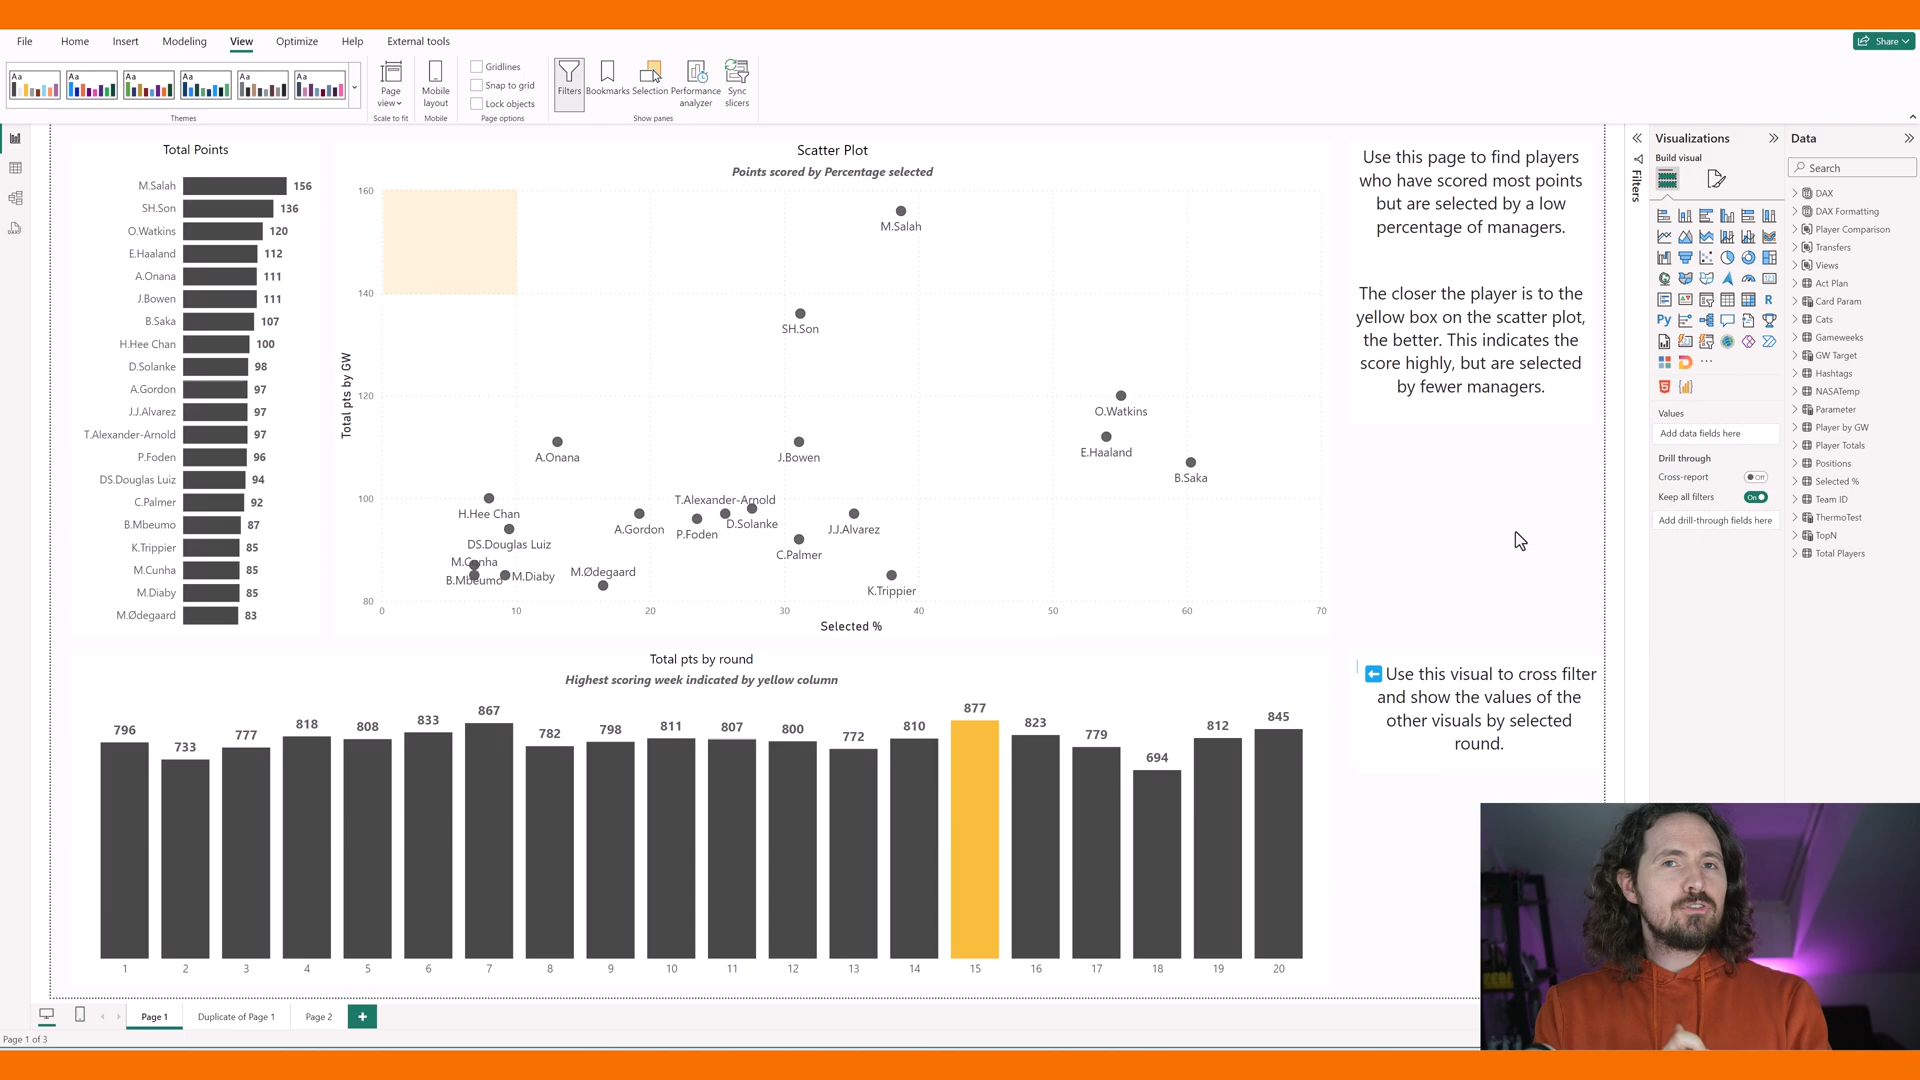 File Home Insert Modeling View Optimize Help External tools
Share
Aa Aa Aa Aa Aa Aa
Themes
Page view
Scale to fit
Mobile layout
Mobile
Gridlines
Snap to grid
Lock objects
Page options
Filters
Bookmarks
Selection
Performance analyzer
Sync slicers
Show panes
Total Points
M.Salah 156
SH.Son 136
O.Watkins 120
E.Haaland 112
A.Onana 111
J.Bowen 111
B.Saka 107
H.Hee Chan 100
D.Solanke 98
A.Gordon 97
J.J.Alvarez 97
T.Alexander-Arnold 97
P.Foden 96
DS.Douglas Luiz 94
C.Palmer 92
B.Mbeumo 87
K.Trippier 85
M.Cunha 85
M.Diaby 85
M.Ødegaard 83
Scatter Plot
Points scored by Percentage selected
Total pts by GW
160
140
120
100
80
M.Salah
SH.Son
O.Watkins
E.Haaland
A.Onana
J.Bowen
B.Saka
H.Hee Chan
T.Alexander-Arnold
A.Gordon
P.Foden
D.Solanke
J.J.Alvarez
DS.Douglas Luiz
C.Palmer
M.Cunha
B.Mbeumo
M.Diaby
M.Ødegaard
K.Trippier
0 10 20 30 40 50 60 70
Selected %
Use this page to find players
who have scored most points
but are selected by a low
percentage of managers.
The closer the player is to the
yellow box on the scatter plot,
the better. This indicates the
score highly, but are selected
by fewer managers.
Total pts by round
Highest scoring week indicated by yellow column
796 733 777 818 808 833 867 782 798 811 807 800 772 810 877 823 779 694 812 845
1 2 3 4 5 6 7 8 9 10 11 12 13 14 15 16 17 18 19 20
Use this visual to cross filter
and show the values of the
other visuals by selected
round.
Filters
Visualizations
Build visual
R
Py
Values
Add data fields here
Drill through
Cross-report Off
Keep all filters On
Add drill-through fields here
Data
Search
DAX
DAX Formatting
Player Comparison
Transfers
Views
Act Plan
Card Param
Cats
Gameweeks
GW Target
Hashtags
NASATemp
Parameter
Player by GW
Player Totals
Positions
Selected %
Team ID
ThermoTest
TopN
Total Players
Page 1 Duplicate of Page 1 Page 2
Page 1 of 3